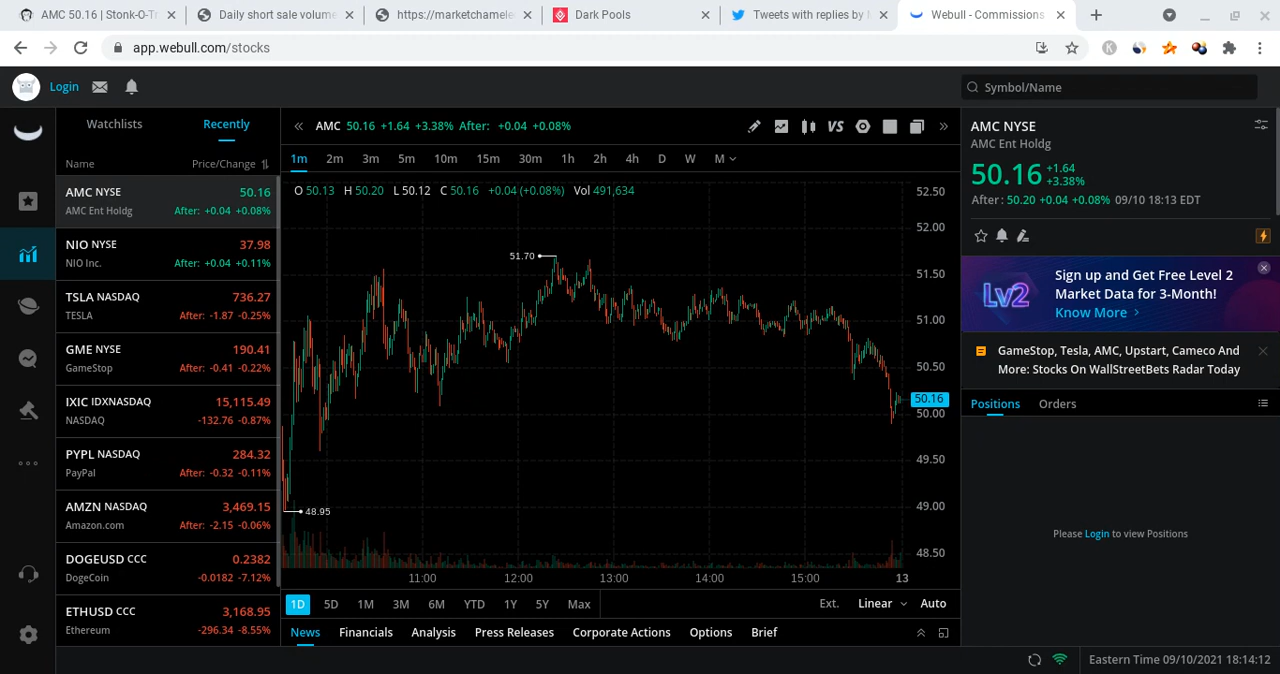 AMC 50.16 | Stonk-O-Tr
Daily short sale volume
https://marketchamele
Dark Pools
Tweets with replies by
Webull - Commissions
app.webull.com/stocks
Login
Symbol/Name
Watchlists Recently
Name Price/Change
AMC NYSE 50.16
AMC Ent Holdg After: +0.04 +0.08%
NIO NYSE 37.98
NIO Inc. After: +0.04 +0.11%
TSLA NASDAQ 736.27
TESLA After: -1.87 -0.25%
GME NYSE 190.41
GameStop After: -0.41 -0.22%
IXIC IDXNASDAQ 15,115.49
NASDAQ -132.76 -0.87%
PYPL NASDAQ 284.32
PayPal After: -0.32 -0.11%
AMZN NASDAQ 3,469.15
Amazon.com After: -2.15 -0.06%
DOGEUSD CCC 0.2382
DogeCoin -0.0182 -7.12%
ETHUSD CCC 3,168.95
Ethereum -296.34 -8.55%
AMC 50.16 +1.64 +3.38% After: +0.04 +0.08%
VS
1m 2m 3m 5m 10m 15m 30m 1h 2h 4h D W M
O 50.13 H 50.20 L 50.12 C 50.16 +0.04 (+0.08%) Vol 491,634
52.50
52.00
51.50
51.00
50.50
50.16
50.00
49.50
49.00
48.50
51.70
48.95
11:00 12:00 13:00 14:00 15:00 13
1D 5D 1M 3M 6M YTD 1Y 5Y Max Ext. Linear Auto
News Financials Analysis Press Releases Corporate Actions Options Brief
AMC NYSE
AMC Ent Holdg
50.16 +1.64
+3.38%
After : 50.20 +0.04 +0.08% 09/10 18:13 EDT
Lv2
Sign up and Get Free Level 2
Market Data for 3-Month!
Know More
GameStop, Tesla, AMC, Upstart, Cameco And
More: Stocks On WallStreetBets Radar Today
Positions Orders
Please Login to view Positions
Eastern Time 09/10/2021 18:14:12